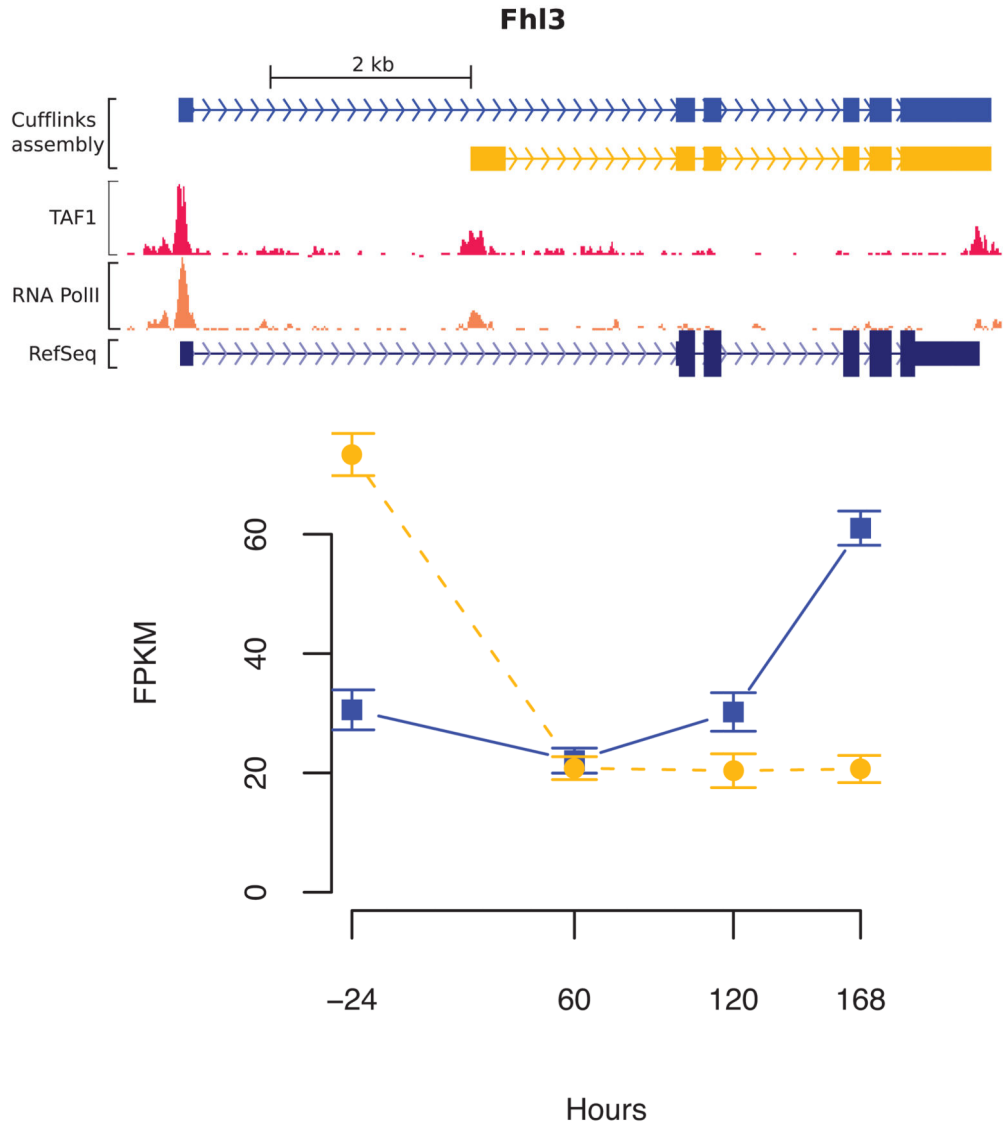 Fhl3
2 kb
Cufflinks
assembly
TAF1
RNA PolII
RefSeq
60
40
20
0
FPKM
−24
60
120
168
Hours